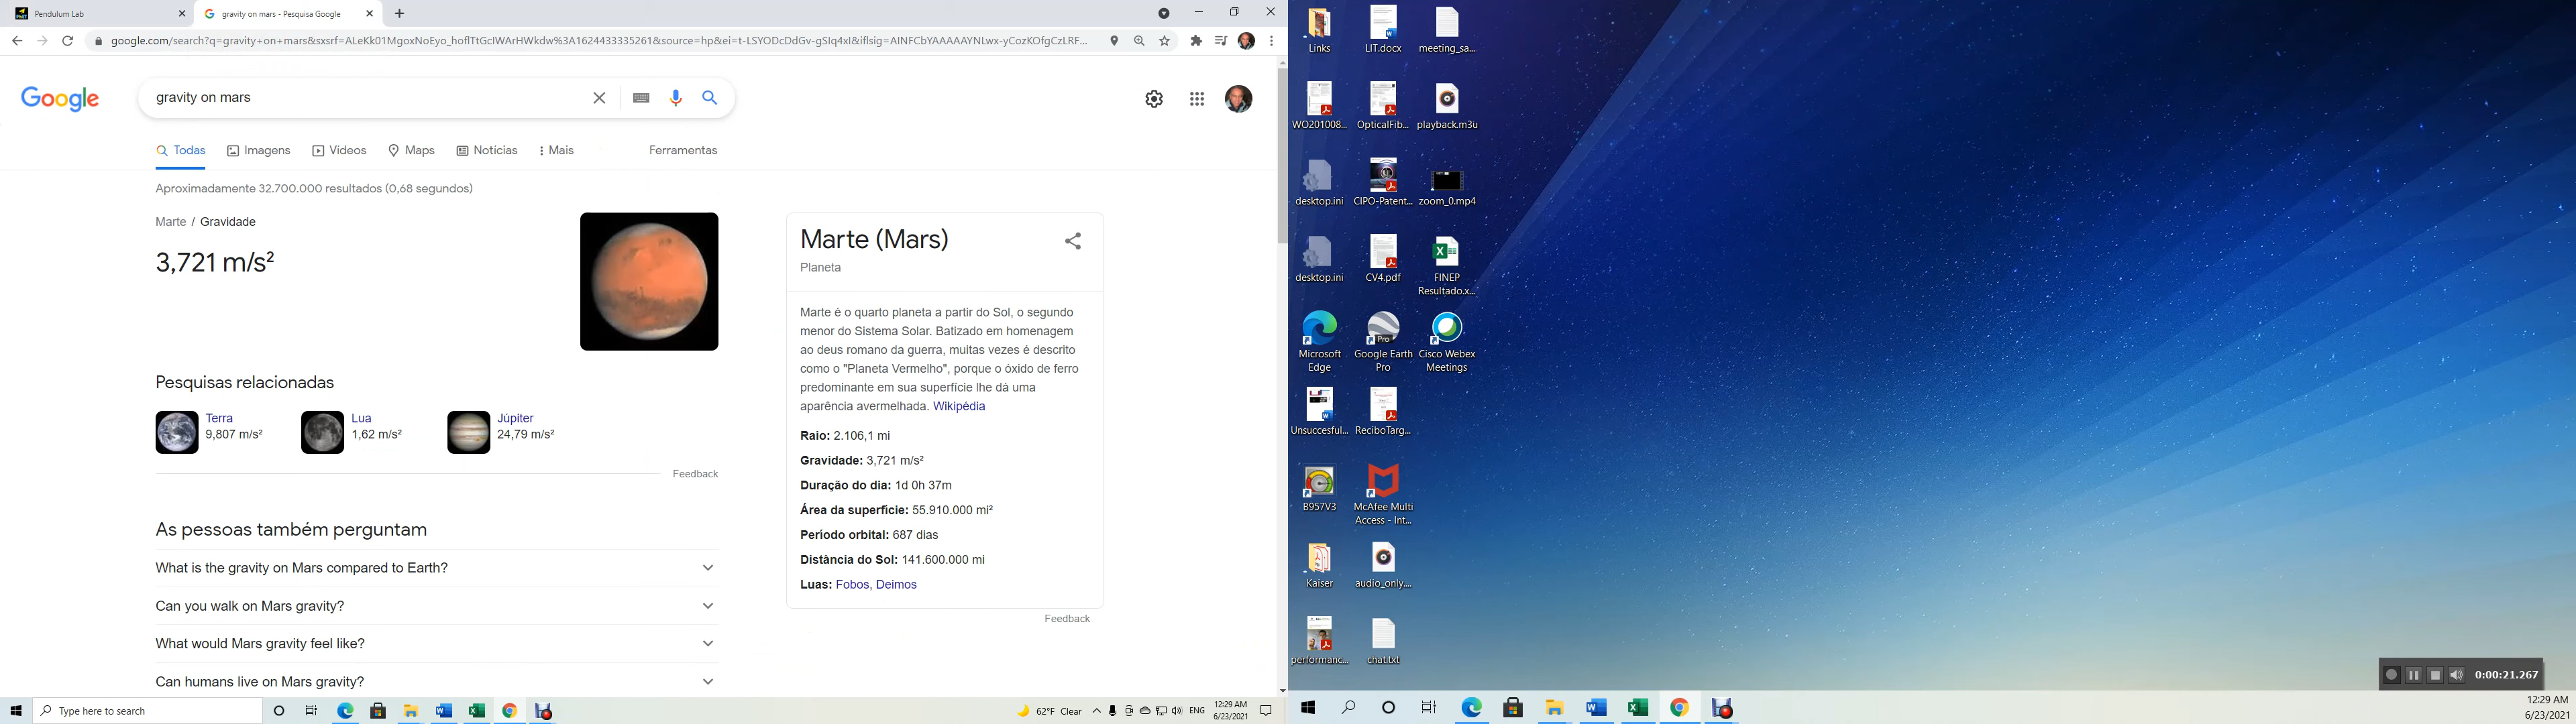 Pendulum Lab
gravity on mars - Pesquisa Google
google.com/search?q=gravity+on+mars&sxsrf=ALeKk01MgoxNoEyo_hoflTtGcIWArHWkdw%3A1624433335261&source=hp&ei=t-LSYODcDdGv-gSIq4xI&iflsig=AINFCbYAAAAAYNLwx-yCozKOfgCzLRF...
Google
gravity on mars
Todas
Imagens
Vídeos
Maps
Notícias
Mais
Ferramentas
Aproximadamente 32.700.000 resultados (0,68 segundos)
Marte / Gravidade
3,721 m/s²
Pesquisas relacionadas
Terra
9,807 m/s²
Lua
1,62 m/s²
Júpiter
24,79 m/s²
Feedback
As pessoas também perguntam
What is the gravity on Mars compared to Earth?
Can you walk on Mars gravity?
What would Mars gravity feel like?
Can humans live on Mars gravity?
Marte (Mars)
Planeta
Marte é o quarto planeta a partir do Sol, o segundo
menor do Sistema Solar. Batizado em homenagem
ao deus romano da guerra, muitas vezes é descrito
como o "Planeta Vermelho", porque o óxido de ferro
predominante em sua superfície lhe dá uma
aparência avermelhada. Wikipédia
Raio: 2.106,1 mi
Gravidade: 3,721 m/s²
Duração do dia: 1d 0h 37m
Área da superfície: 55.910.000 mi²
Período orbital: 687 dias
Distância do Sol: 141.600.000 mi
Luas: Fobos, Deimos
Feedback
Type here to search
62°F Clear
ENG
12:29 AM
6/23/2021
Links
LIT.docx
meeting_sa...
WO201008...
OpticalFib...
playback.m3u
desktop.ini
CIPO-Patent...
zoom_0.mp4
desktop.ini
CV4.pdf
FINEP
Resultado.x...
Microsoft
Edge
Google Earth
Pro
Cisco Webex
Meetings
Unsuccesful...
ReciboTarg...
B957V3
McAfee Multi
Access - Int...
Kaiser
audio_only....
performanc...
chat.txt
0:00:21.267
12:29 AM
6/23/2021